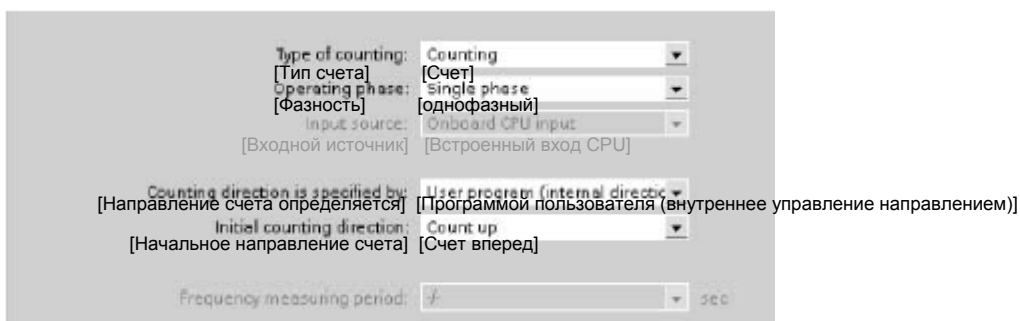 Type of counting: Counting
[Тип счета] [Счет]
Operating phase: Single phase
[Фазность] [однофазный]
Input source: Onboard CPU input
[Входной источник] [Встроенный вход CPU]
Counting direction is specified by: User program (internal directic
[Направление счета определяется] [Программой пользователя (внутреннее управление направлением)]
Initial counting direction: Count up
[Начальное направление счета] [Счет вперед]
Frequency measuring period: -/- sec